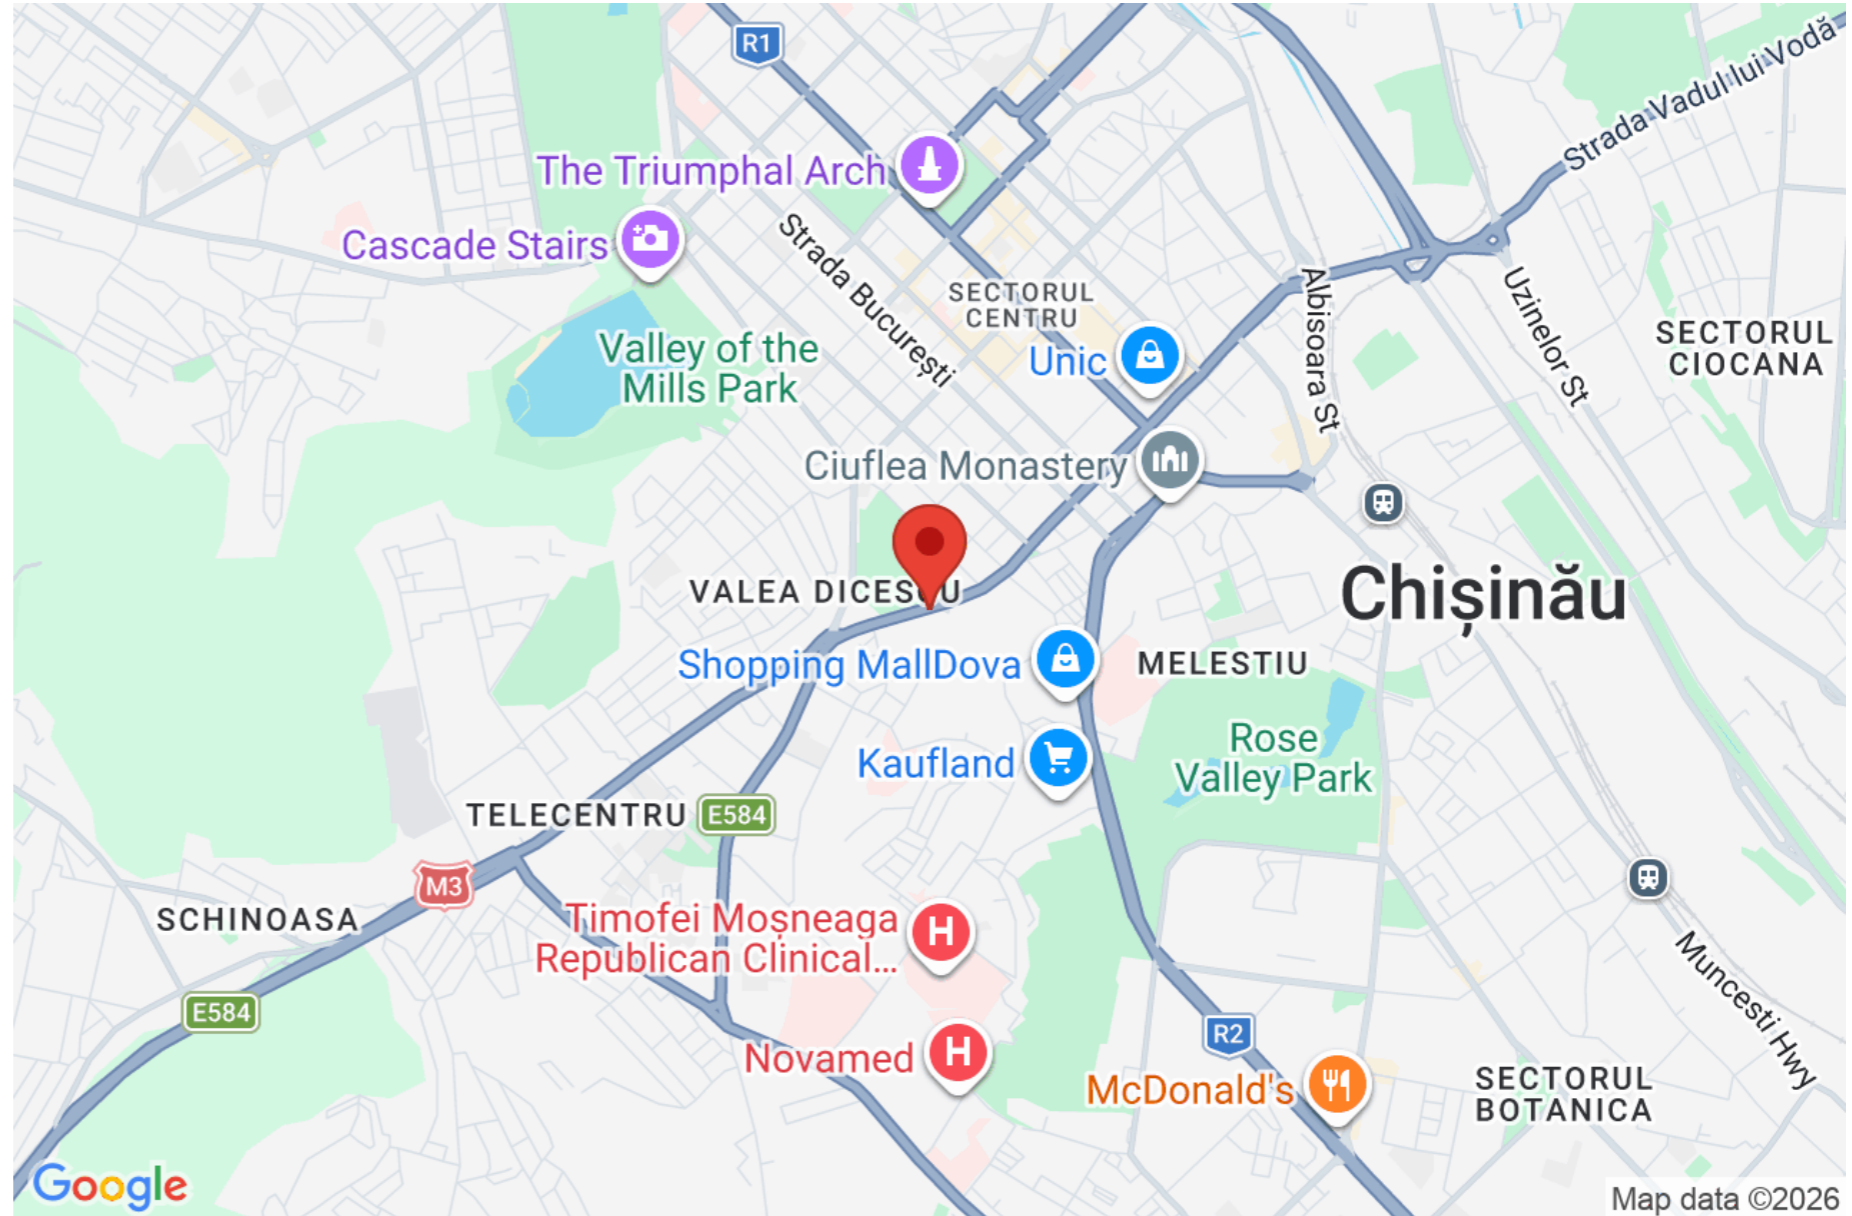 R1
Strada Vadul lui Vodă
The Triumphal Arch
Cascade Stairs
Strada București
SECTORUL
CENTRU
Albisoara St
Uzinelor St
SECTORUL
CIOCANA
Valley of the
Mills Park
Unic
Ciuflea Monastery
VALEA DICESCU
Chișinău
Shopping MallDova
MELESTIU
Rose
Valley Park
Kaufland
TELECENTRU
E584
M3
SCHINOASA
Timofei Moșneaga
Republican Clinical...
E584
Novamed
R2
McDonald's
Muncesti Hwy
SECTORUL
BOTANICA
Google
Map data ©2026